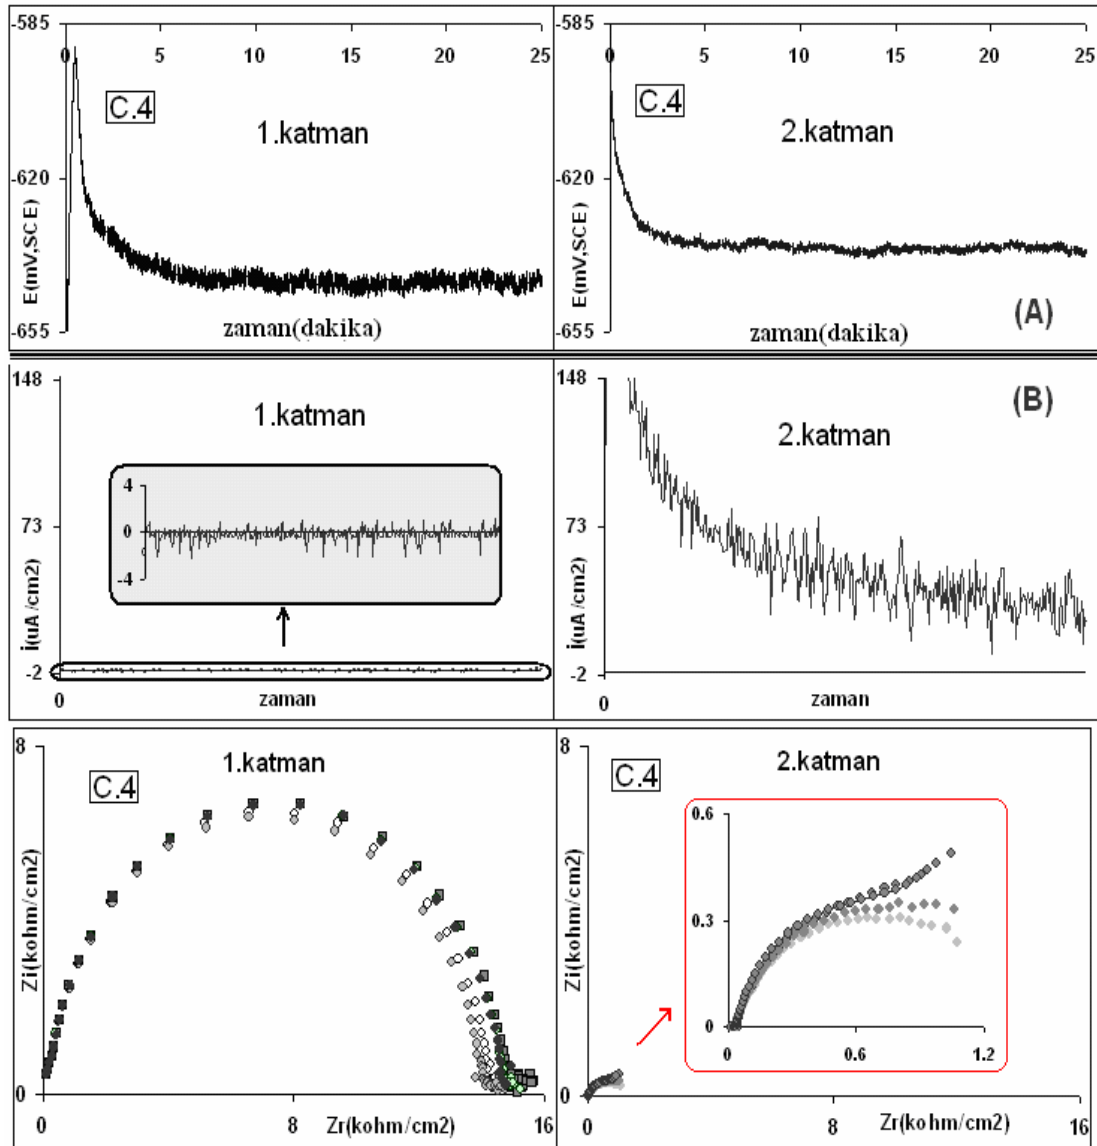 -585
0
5
10
15
20
25
C.4
1.katman
-620
E(mV,SCE)
-655
zaman(dakika)
-585
0
5
10
15
20
25
C.4
2.katman
-620
E(mV,SCE)
-655
zaman(dakika)
(A)
148
1.katman
4
0
0
-4
73
i(uA/cm2)
-2
0
zaman
148
(B)
2.katman
73
i(uA/cm2)
-2
0
zaman
8
1.katman
C.4
Zi(kohm/cm2)
0
0
8
Zr(kohm/cm2)
16
8
2.katman
C.4
0.6
0.3
0
0
0.6
1.2
Zi(kohm/cm2)
0
0
8
Zr(kohm/cm2)
16